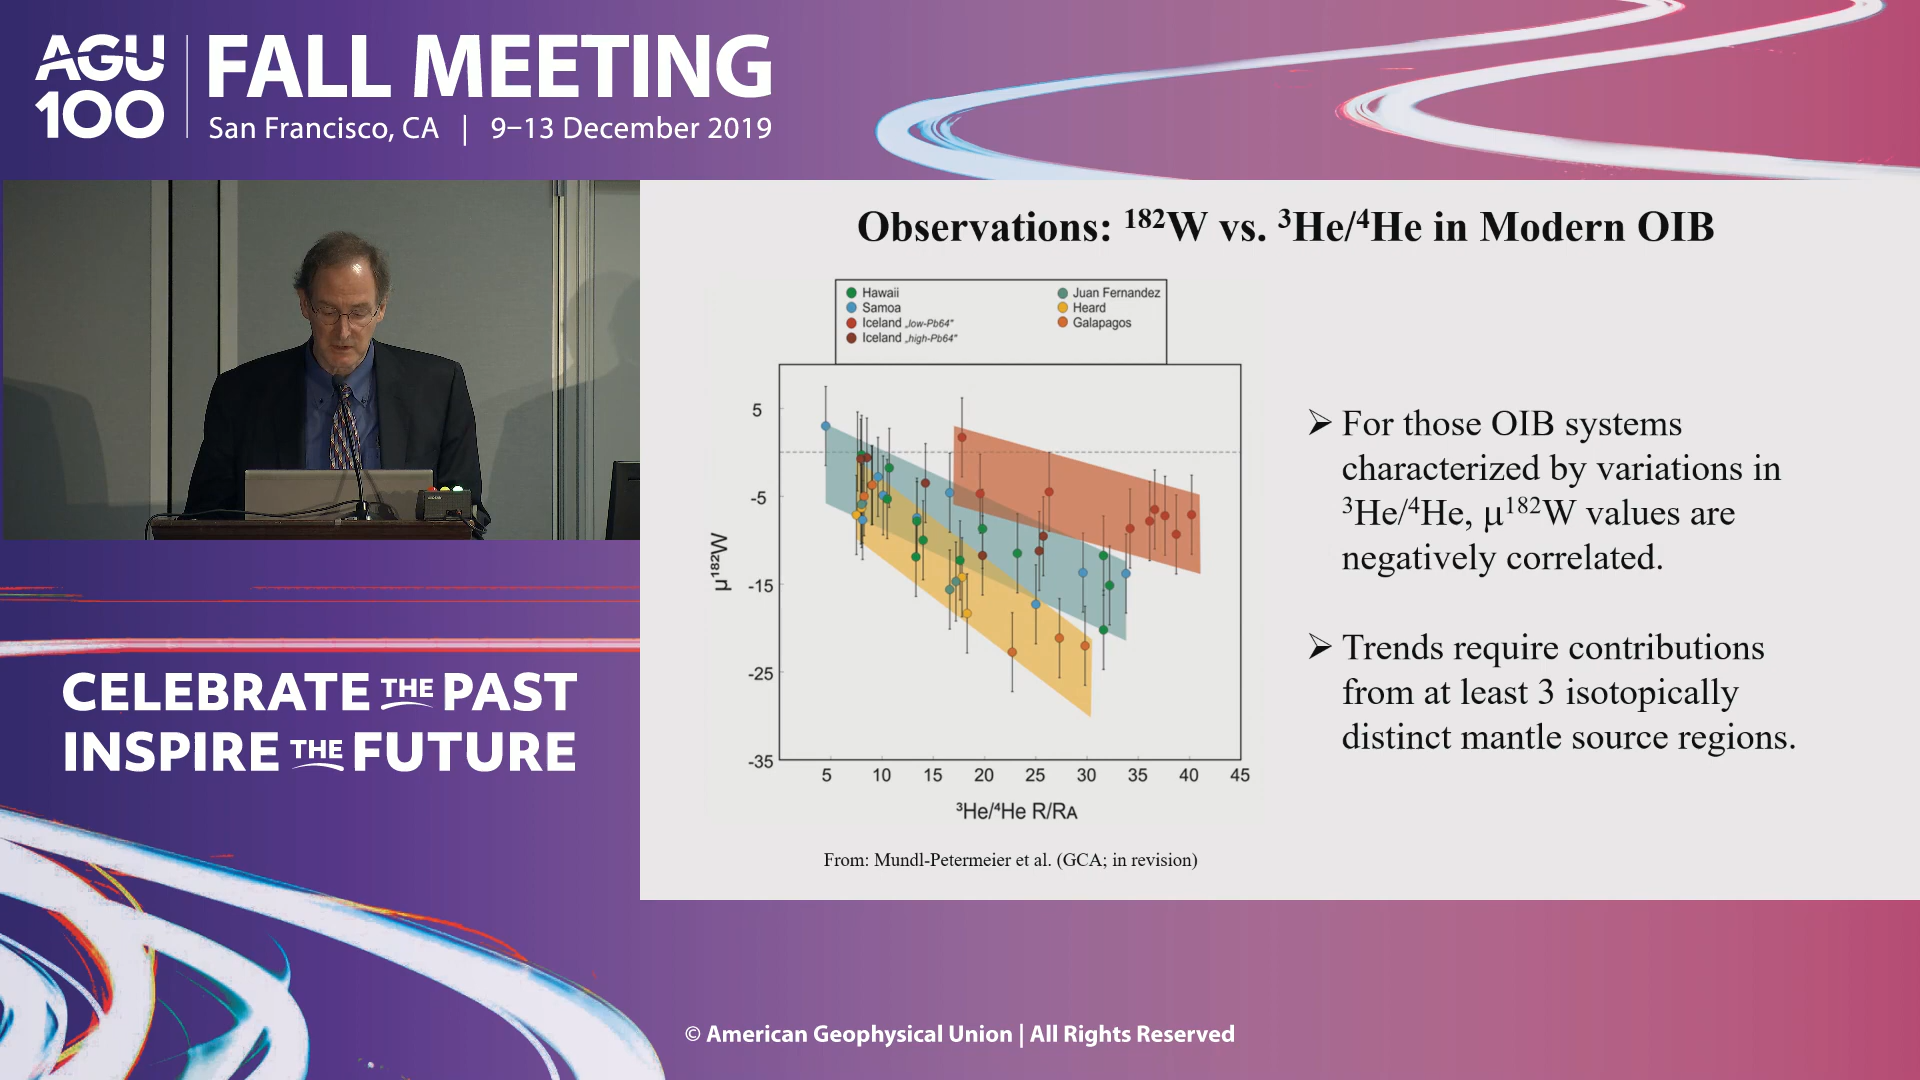 AGU
100
FALL MEETING
San Francisco, CA | 9–13 December 2019
Observations: ¹⁸²W vs. ³He/⁴He in Modern OIB
Hawaii
Samoa
Iceland „low-Pb64"
Iceland „high-Pb64"
Juan Fernandez
Heard
Galapagos
5
-5
-15
-25
-35
µ¹⁸²W
5 10 15 20 25 30 35 40 45
³He/⁴He R/RA
From: Mundl-Petermeier et al. (GCA; in revision)
➢ For those OIB systems
characterized by variations in
³He/⁴He, µ¹⁸²W values are
negatively correlated.
➢ Trends require contributions
from at least 3 isotopically
distinct mantle source regions.
CELEBRATE THE PAST
INSPIRE THE FUTURE
© American Geophysical Union | All Rights Reserved